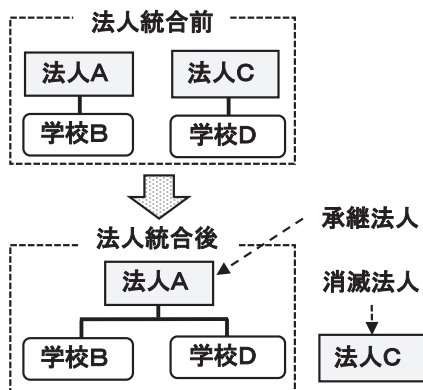 法人統合前
法人A
法人C
学校B
学校D
法人統合後
承継法人
法人A
消滅法人
学校B
学校D
法人C